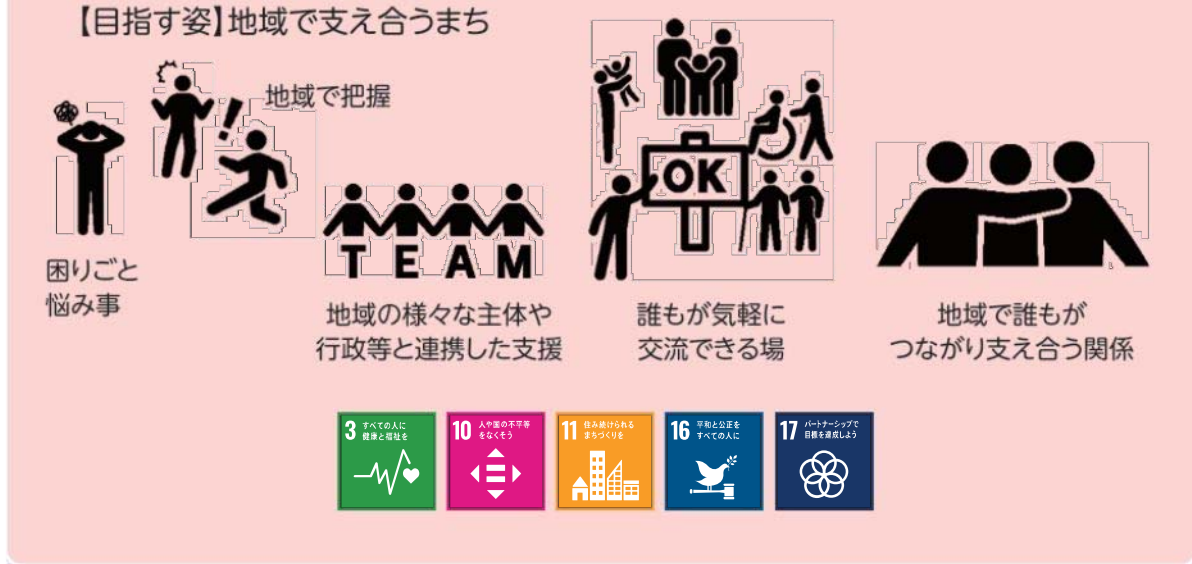 【目指す姿】地域で支え合うまち
地域で把握
困りごと
悩み事
TEAM
地域の様々な主体や
行政等と連携した支援
OK
誰もが気軽に
交流できる場
地域で誰もが
つながり支え合う関係
3 すべての人に
健康と福祉を
10 人や国の不平等
をなくそう
11 住み続けられる
まちづくりを
16 平和と公正を
すべての人に
17 パートナーシップで
目標を達成しよう